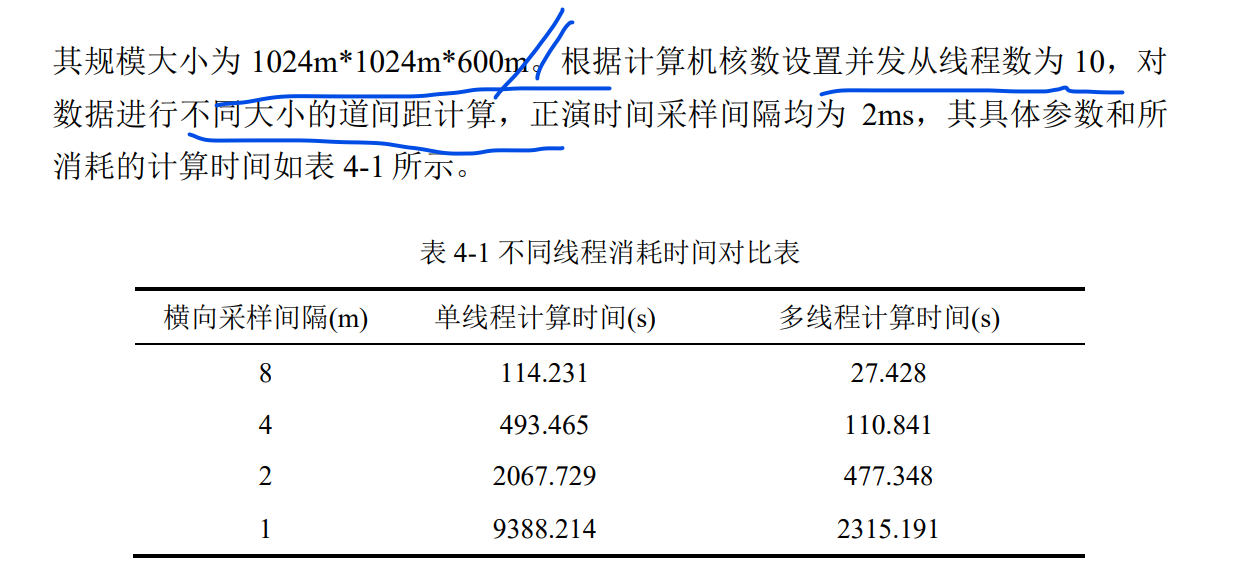 其规模大小为 1024m*1024m*600m。根据计算机核数设置并发从线程数为 10，对
数据进行不同大小的道间距计算，正演时间采样间隔均为 2ms，其具体参数和所
消耗的计算时间如表 4-1 所示。
表 4-1 不同线程消耗时间对比表
横向采样间隔(m) 单线程计算时间(s) 多线程计算时间(s)
8 114.231 27.428
4 493.465 110.841
2 2067.729 477.348
1 9388.214 2315.191